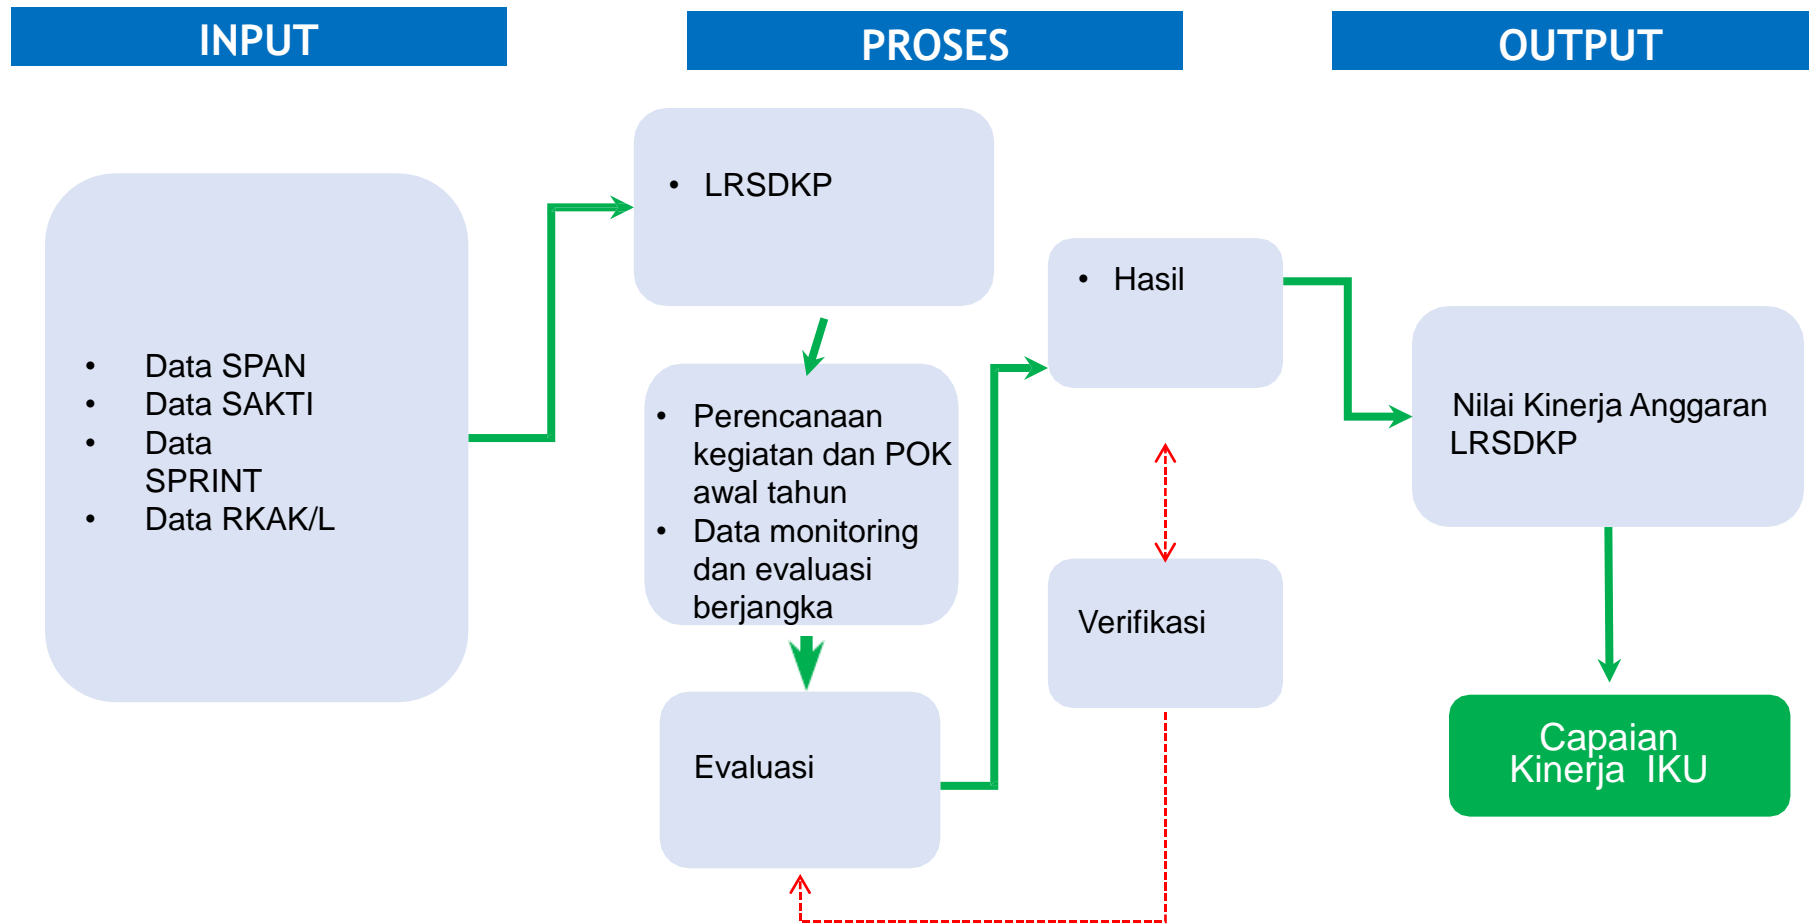 INPUT
PROSES
OUTPUT
• Data SPAN
• Data SAKTI
• Data
SPRINT
• Data RKAK/L
• LRSDKP
• Perencanaan
kegiatan dan POK
awal tahun
• Data monitoring
dan evaluasi
berjangka
Evaluasi
• Hasil
Verifikasi
Nilai Kinerja Anggaran
LRSDKP
Capaian
Kinerja IKU